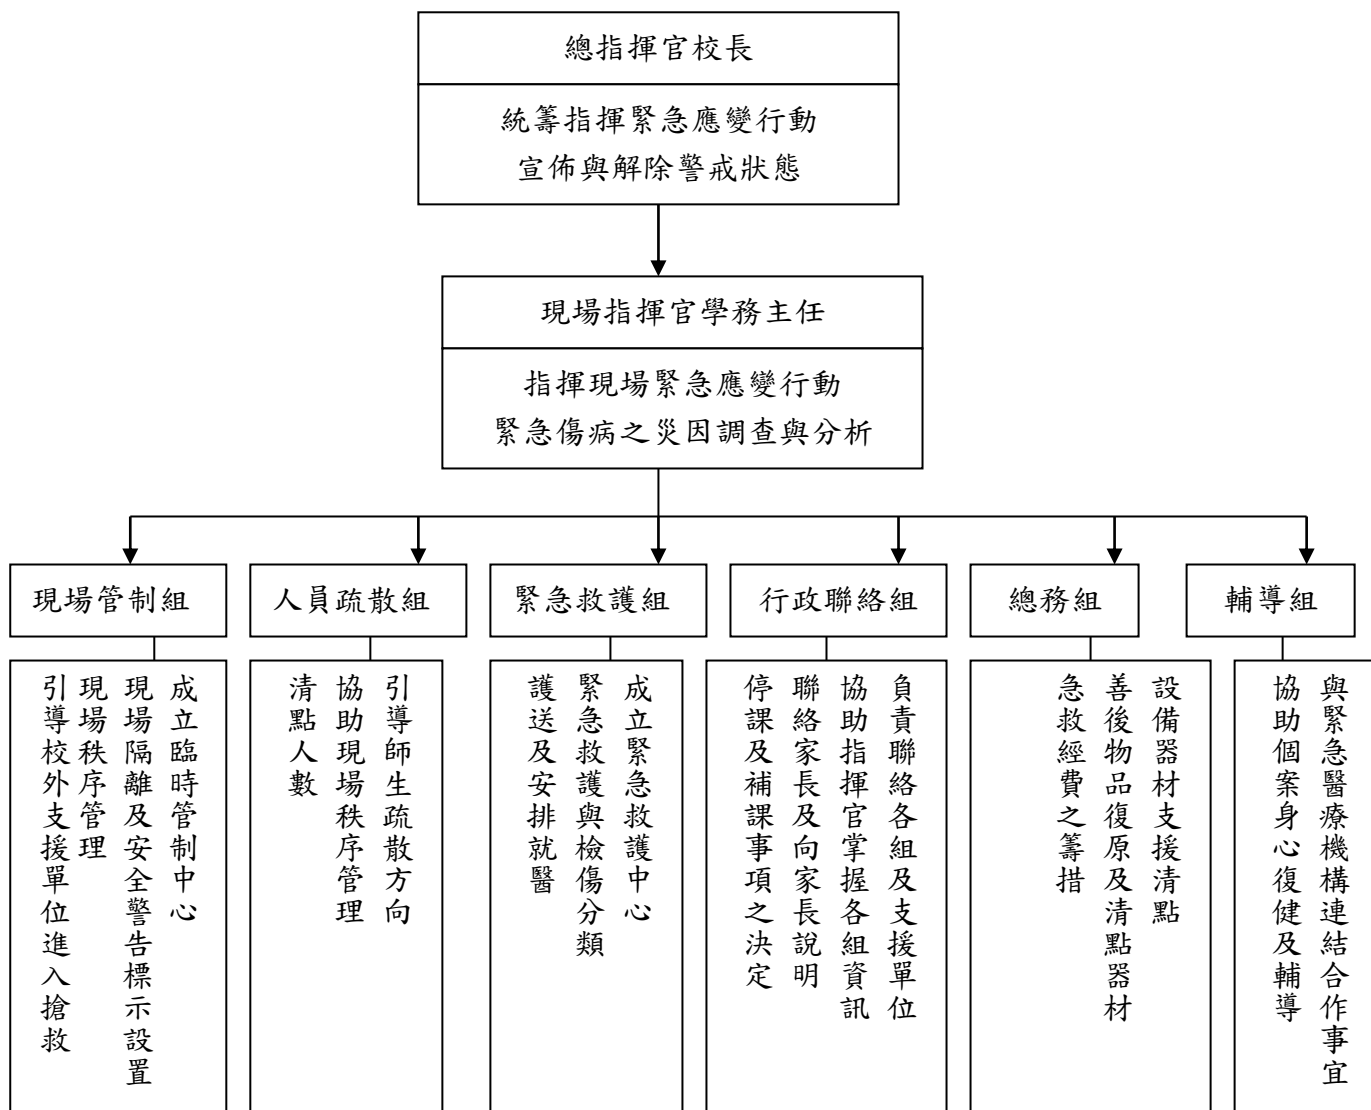 總指揮官校長
統籌指揮緊急應變行動
宣佈與解除警戒狀態
現場指揮官學務主任
指揮現場緊急應變行動
緊急傷病之災因調查與分析
現場管制組
人員疏散組
緊急救護組
行政聯絡組
總務組
輔導組
成立臨時管制中心
現場隔離及安全警告標示設置
現場秩序管理
引導校外支援單位進入搶救
引導師生疏散方向
協助現場秩序管理
清點人數
成立緊急救護中心
緊急救護與檢傷分類
護送及安排就醫
負責聯絡各組及支援單位
協助指揮官掌握各組資訊
聯絡家長及向家長說明
停課及補課事項之決定
設備器材支援清點
善後物品復原及清點器材
急救經費之籌措
與緊急醫療機構連結合作事宜
協助個案身心復健及輔導